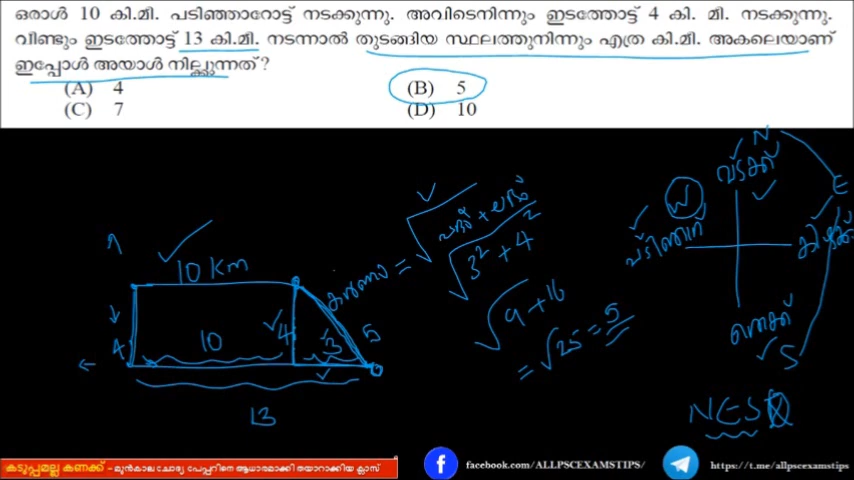 ഒരാൾ 10 കി.മീ. പടിഞ്ഞാറോട്ട് നടക്കുന്നു. അവിടെനിന്നും ഇടത്തോട്ട് 4 കി. മീ. നടക്കുന്നു.
വീണ്ടും ഇടത്തോട്ട് 13 കി.മീ. നടന്നാൽ തുടങ്ങിയ സ്ഥലത്തുനിന്നും എത്ര കി.മീ. അകലെയാണ്
ഇപ്പോൾ അയാൾ നില്ക്കുന്നത് ?
(A) 4 (B) 5
(C) 7 (D) 10
10 Km
4
10
4
3
5
13
√3² + 4²
√9 + 16
= √25 = 5
N
വടക്ക്
W
E
S
NES
കടുപ്പമല്ല കണക്ക് - മുൻകാല ചോദ്യ പേപ്പറിനെ ആധാരമാക്കി തയാറാക്കിയ ക്ലാസ്
facebook.com/ALLPSCEXAMSTIPS/
https://t.me/allpscexamstips